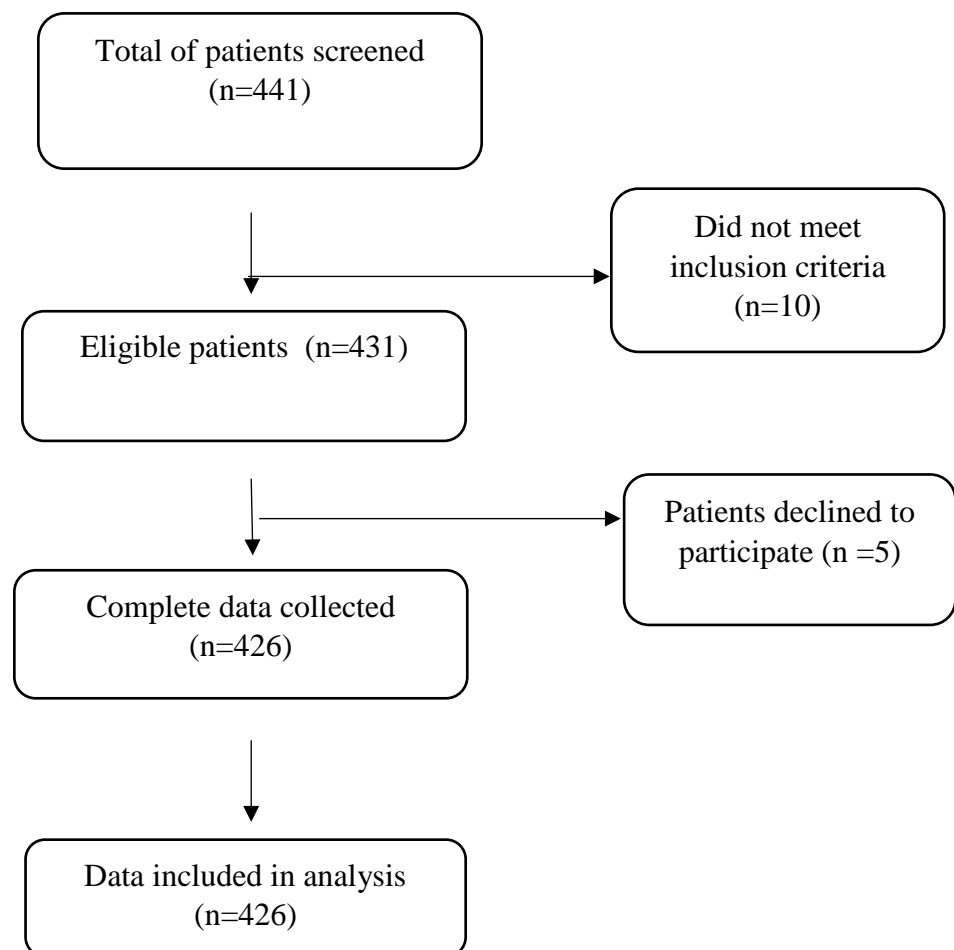 Total of patients screened
(n=441)
Did not meet
inclusion criteria
(n=10)
Eligible patients  (n=431)
Patients declined to
participate (n =5)
Complete data collected
(n=426)
Data included in analysis
(n=426)